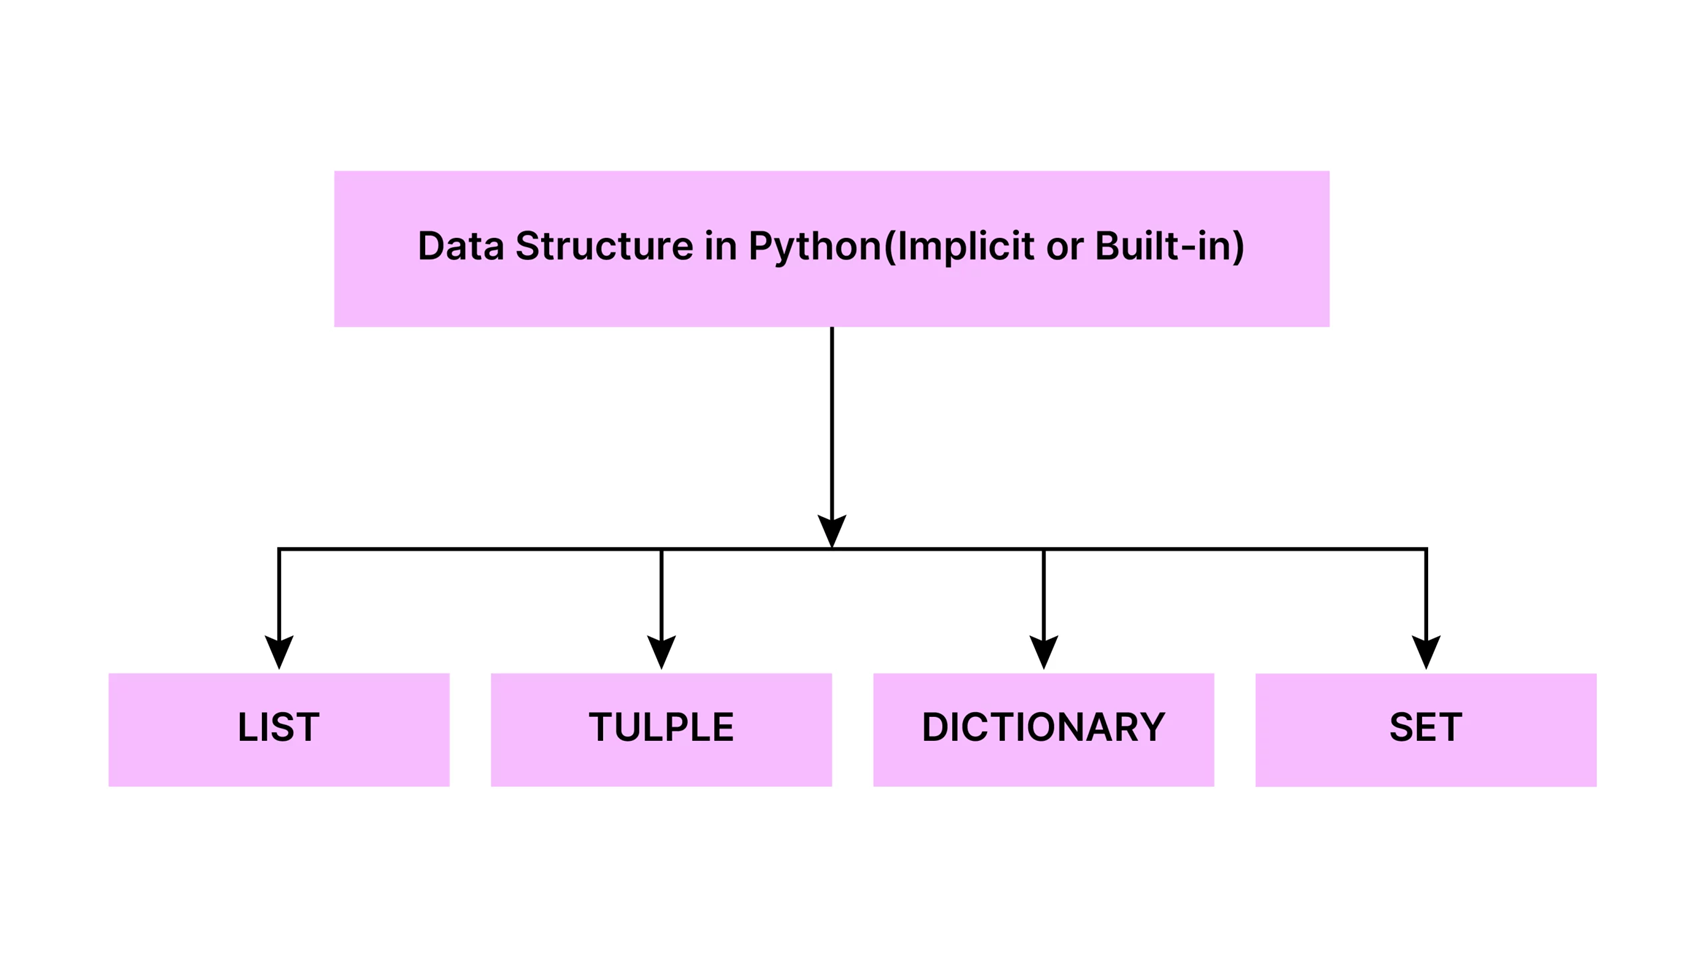 Data Structure in Python(Implicit or Built-in)
LIST
TULPLE
DICTIONARY
SET